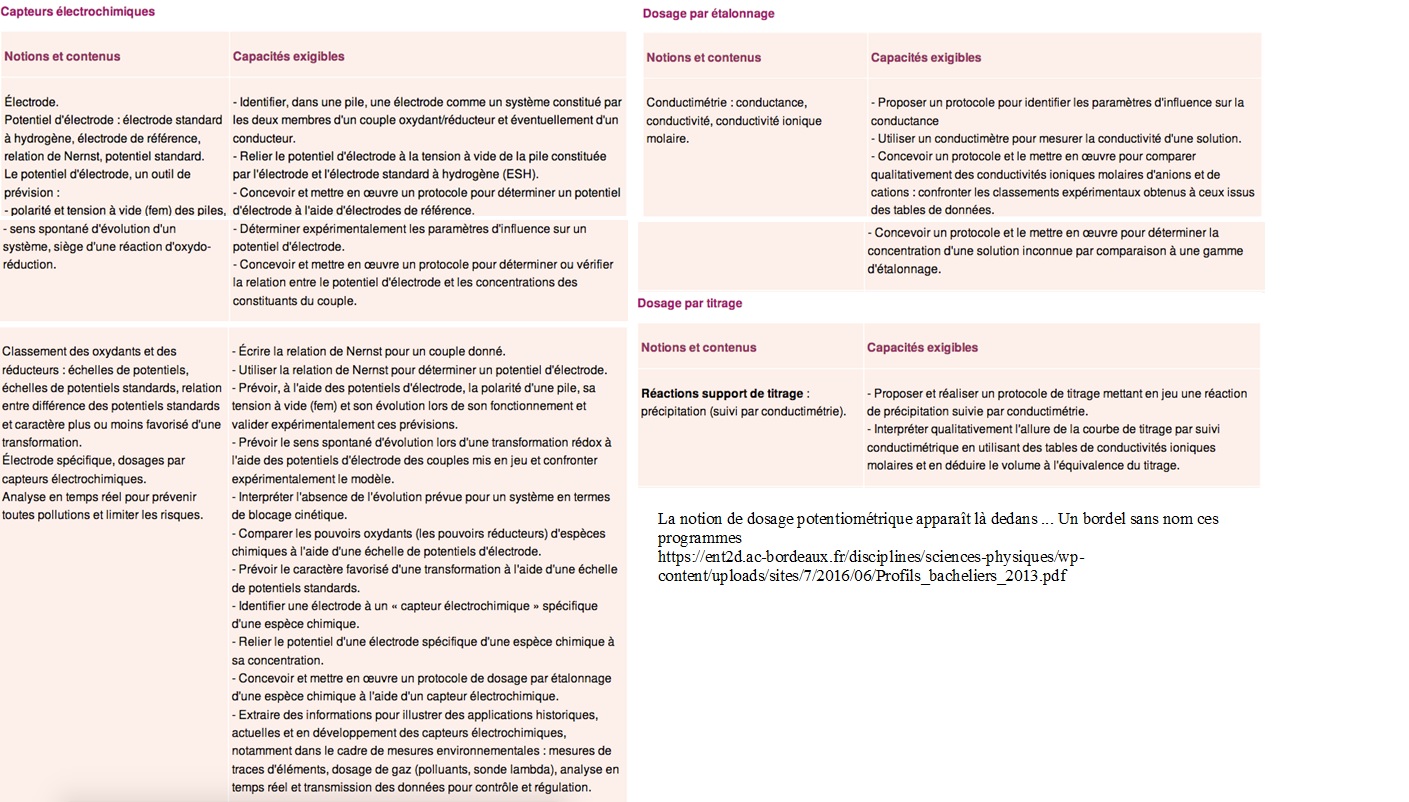 Capteurs électrochimiques
Notions et contenus
Capacités exigibles
Électrode.
Potentiel d'électrode : électrode standard
à hydrogène, électrode de référence,
relation de Nernst, potentiel standard.
Le potentiel d'électrode, un outil de
prévision :
- polarité et tension à vide (fem) des piles,
- sens spontané d'évolution d'un
système, siège d'une réaction d'oxydo-
réduction.
- Identifier, dans une pile, une électrode comme un système constitué par
les deux membres d'un couple oxydant/réducteur et éventuellement d'un
conducteur.
- Relier le potentiel d'électrode à la tension à vide de la pile constituée
par l'électrode et l'électrode standard à hydrogène (ESH).
- Concevoir et mettre en œuvre un protocole pour déterminer un potentiel
d'électrode à l'aide d'électrodes de référence.
- Déterminer expérimentalement les paramètres d'influence sur un
potentiel d'électrode.
- Concevoir et mettre en œuvre un protocole pour déterminer ou vérifier
la relation entre le potentiel d'électrode et les concentrations des
constituants du couple.
Classement des oxydants et des
réducteurs : échelles de potentiels,
échelles de potentiels standards, relation
entre différence des potentiels standards
et caractère plus ou moins favorisé d'une
transformation.
Électrode spécifique, dosages par
capteurs électrochimiques.
Analyse en temps réel pour prévenir
toutes pollutions et limiter les risques.
- Écrire la relation de Nernst pour un couple donné.
- Utiliser la relation de Nernst pour déterminer un potentiel d'électrode.
- Prévoir, à l'aide des potentiels d'électrode, la polarité d'une pile, sa
tension à vide (fem) et son évolution lors de son fonctionnement et
valider expérimentalement ces prévisions.
- Prévoir le sens spontané d'évolution lors d'une transformation rédox à
l'aide des potentiels d'électrode des couples mis en jeu et confronter
expérimentalement le modèle.
- Interpréter l'absence de l'évolution prévue pour un système en termes
de blocage cinétique.
- Comparer les pouvoirs oxydants (les pouvoirs réducteurs) d'espèces
chimiques à l'aide d'une échelle de potentiels d'électrode.
- Prévoir le caractère favorisé d'une transformation à l'aide d'une échelle
de potentiels standards.
- Identifier une électrode à un « capteur électrochimique » spécifique
d'une espèce chimique.
- Relier le potentiel d'une électrode spécifique d'une espèce chimique à
sa concentration.
- Concevoir et mettre en œuvre un protocole de dosage par étalonnage
d'une espèce chimique à l'aide d'un capteur électrochimique.
- Extraire des informations pour illustrer des applications historiques,
actuelles et en développement des capteurs électrochimiques,
notamment dans le cadre de mesures environnementales : mesures de
traces d'éléments, dosage de gaz (polluants, sonde lambda), analyse en
temps réel et transmission des données pour contrôle et régulation.
Dosage par étalonnage
Notions et contenus
Capacités exigibles
Conductimétrie : conductance,
conductivité, conductivité ionique
molaire.
- Proposer un protocole pour identifier les paramètres d'influence sur la
conductance
- Utiliser un conductimètre pour mesurer la conductivité d'une solution.
- Concevoir un protocole et le mettre en œuvre pour comparer
qualitativement des conductivités ioniques molaires d'anions et de
cations : confronter les classements expérimentaux obtenus à ceux issus
des tables de données.
- Concevoir un protocole et le mettre en œuvre pour déterminer la
concentration d'une solution inconnue par comparaison à une gamme
d'étalonnage.
Dosage par titrage
Notions et contenus
Capacités exigibles
Réactions support de titrage :
précipitation (suivi par conductimétrie).
- Proposer et réaliser un protocole de titrage mettant en jeu une réaction
de précipitation suivie par conductimétrie.
- Interpréter qualitativement l'allure de la courbe de titrage par suivi
conductimétrique en utilisant des tables de conductivités ioniques
molaires et en déduire le volume à l'équivalence du titrage.
La notion de dosage potentiométrique apparaît là dedans ... Un bordel sans nom ces
programmes
https://ent2d.ac-bordeaux.fr/disciplines/sciences-physiques/wp-
content/uploads/sites/7/2016/06/Profils_bacheliers_2013.pdf